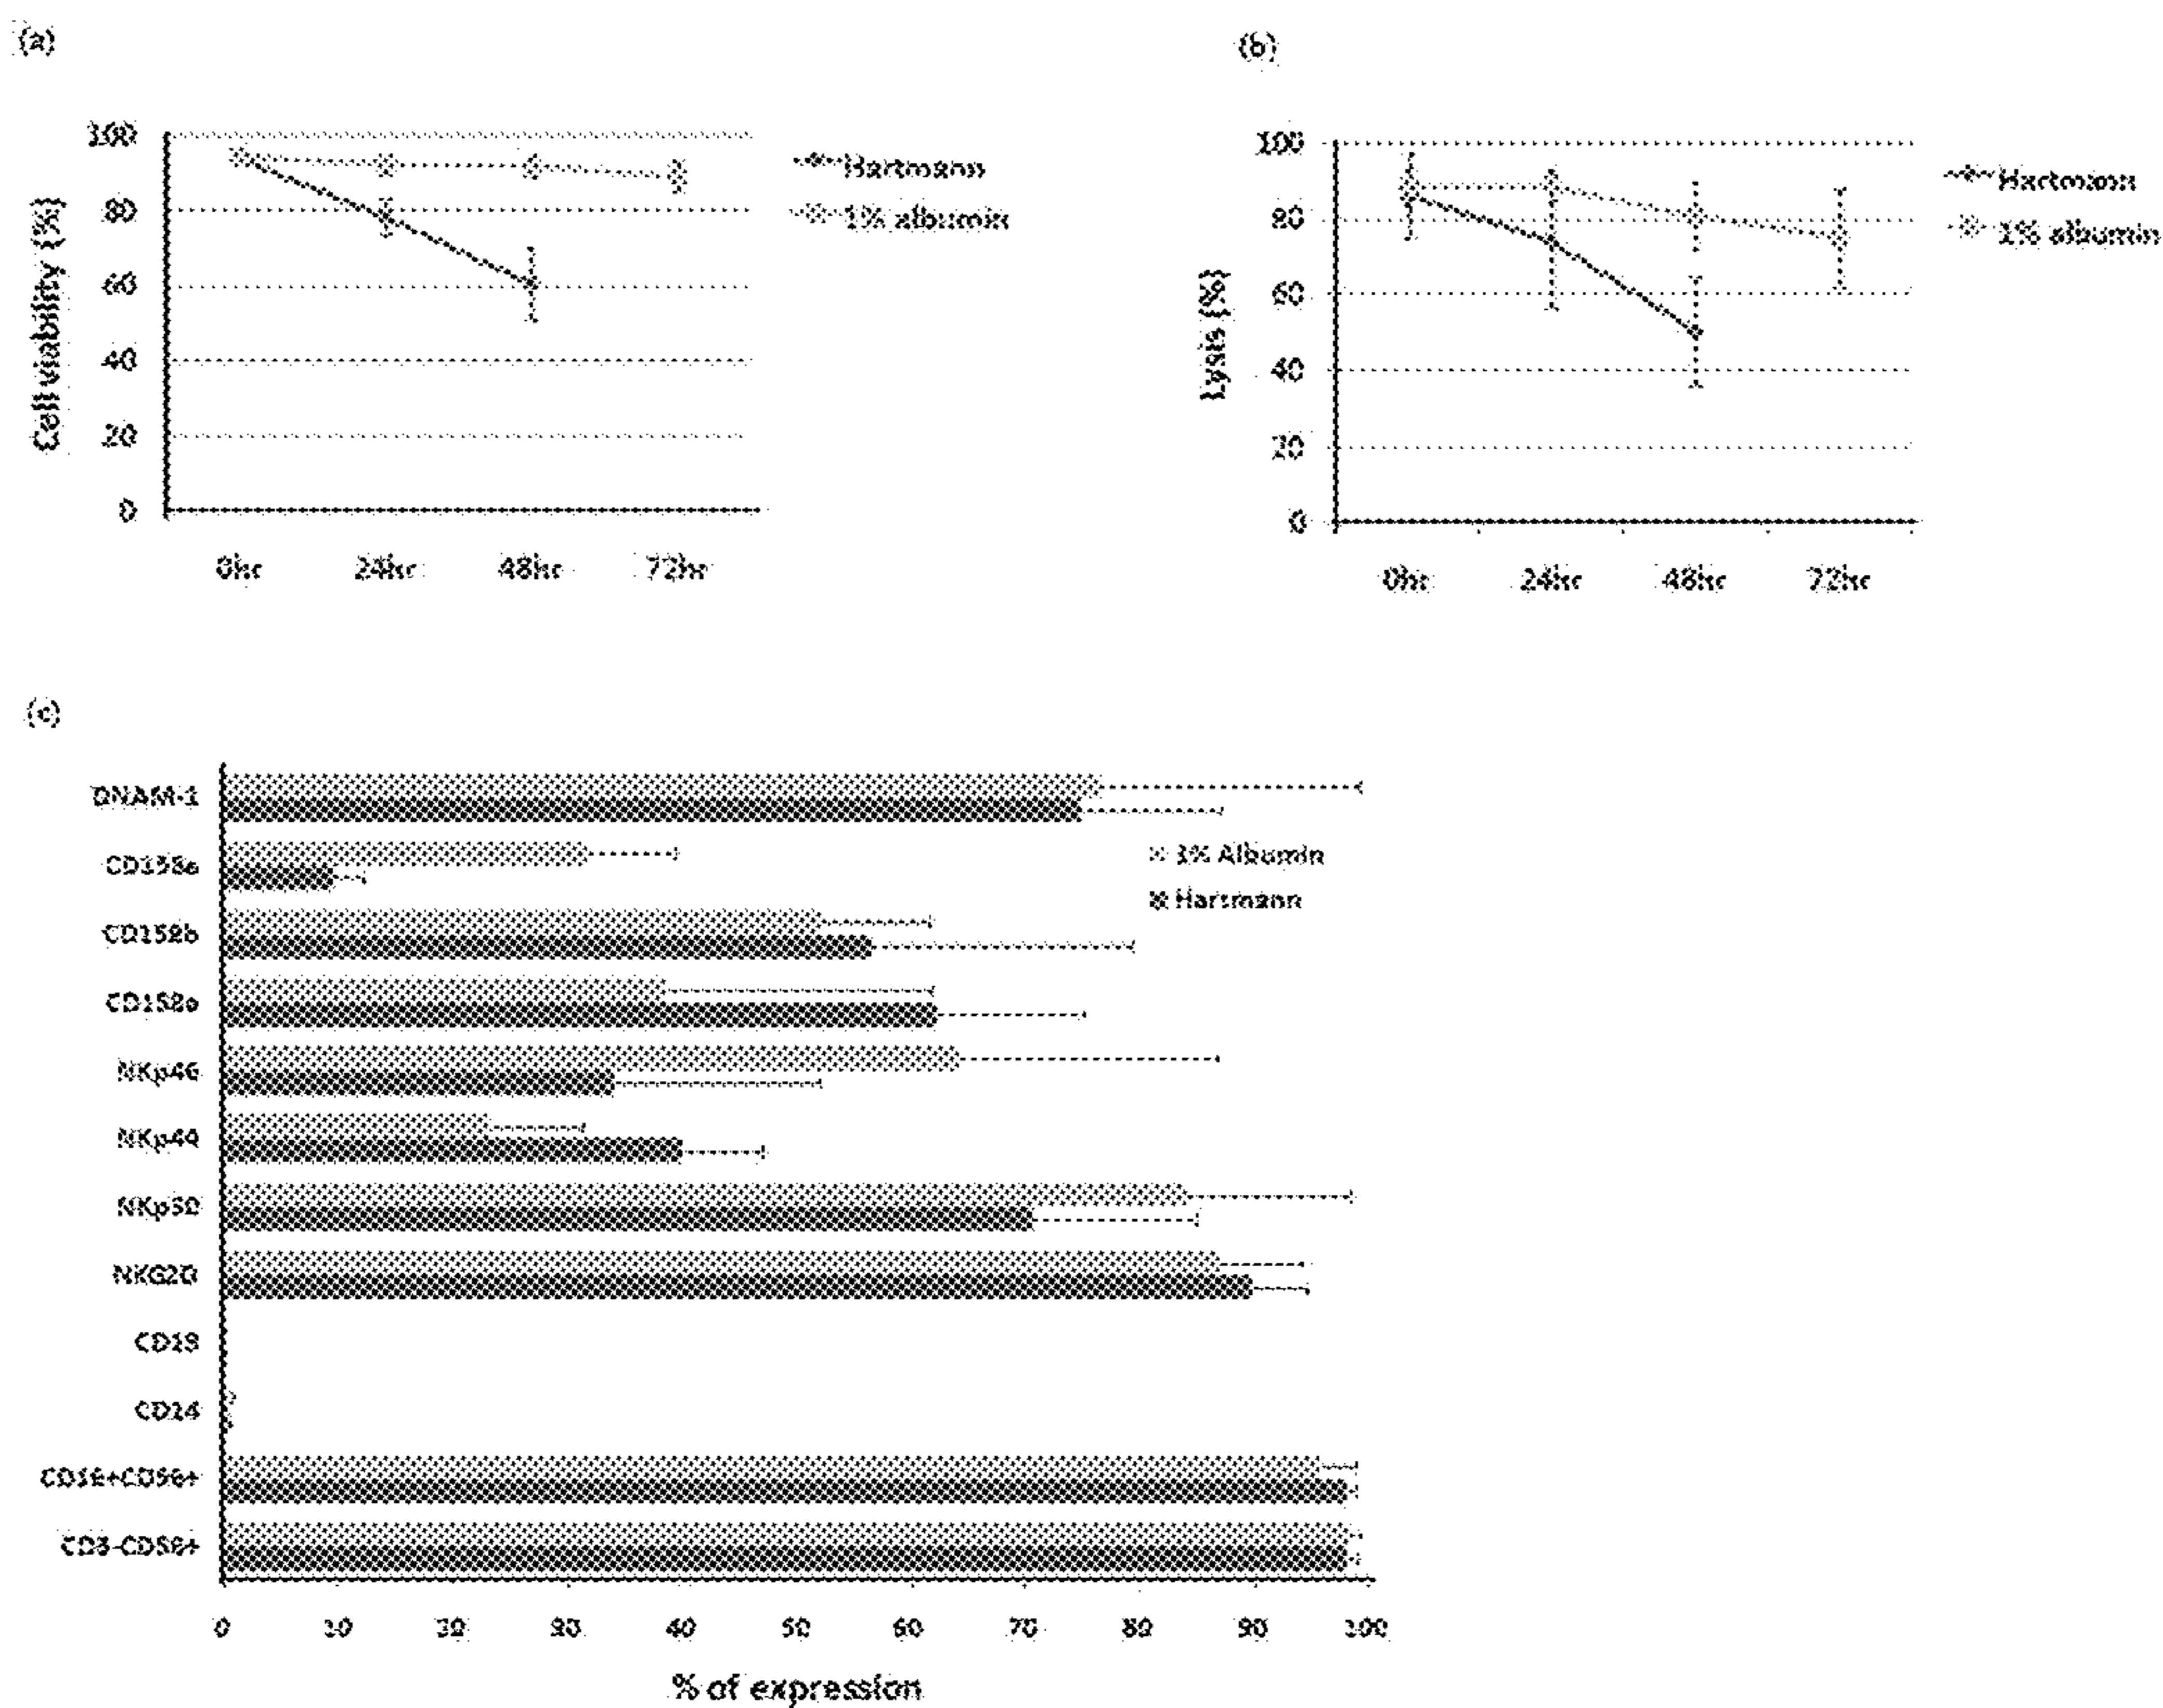 (a)
100
80
60
40
20
0
Cell viability (%)
0hr 24hr 48hr 72hr
Hartmann
1% albumin
(b)
100
80
60
40
20
0
Lysis (%)
0hr 24hr 48hr 72hr
Hartmann
1% albumin
(c)
DNAM-1
CD158b
NKp46
NKp44
NKp30
NKG2D
CD14
CD16+CD56+
CD3-CD56+
1% Albumin
Hartmann
0 10 20 30 40 50 60 70 80 90 100
% of expression